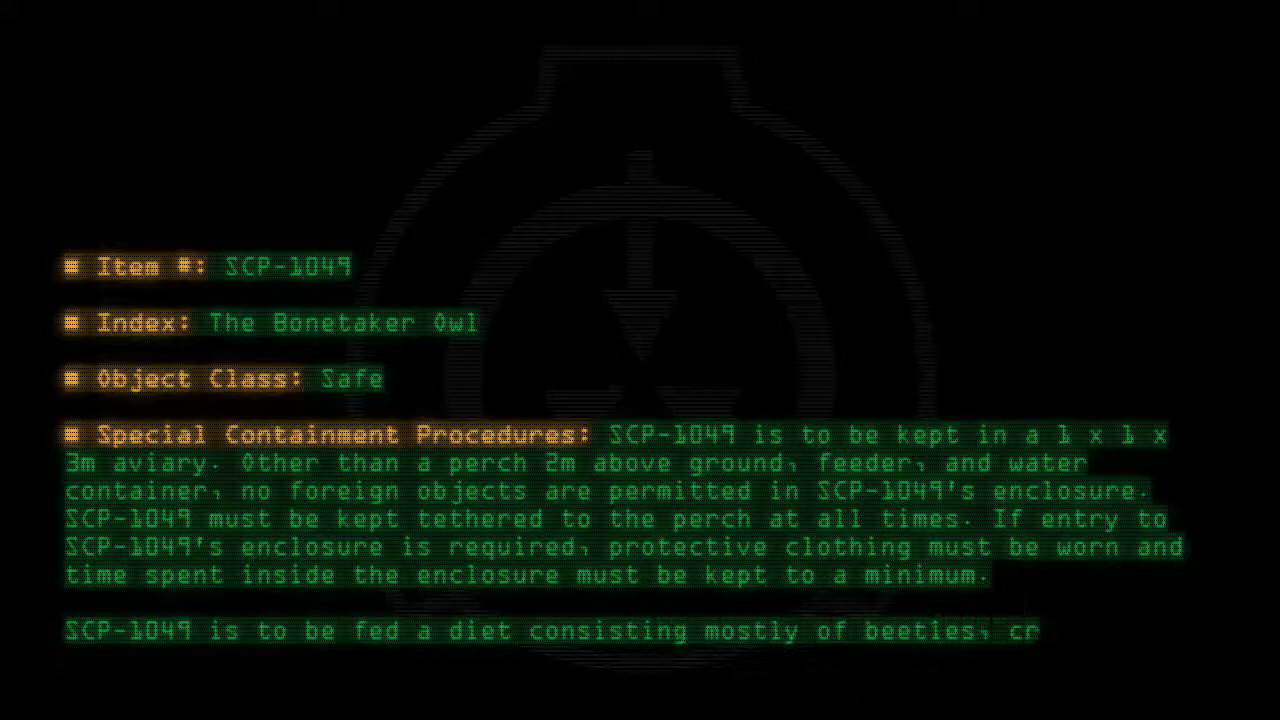 ■ Item #: SCP-1049
■ Index: The Bonetaker Owl
■ Object Class: Safe
■ Special Containment Procedures: SCP-1049 is to be kept in a 1 x 1 x
3m aviary. Other than a perch 2m above ground, feeder, and water
container, no foreign objects are permitted in SCP-1049's enclosure.
SCP-1049 must be kept tethered to the perch at all times. If entry to
SCP-1049's enclosure is required, protective clothing must be worn and
time spent inside the enclosure must be kept to a minimum.
SCP-1049 is to be fed a diet consisting mostly of beetles, cr